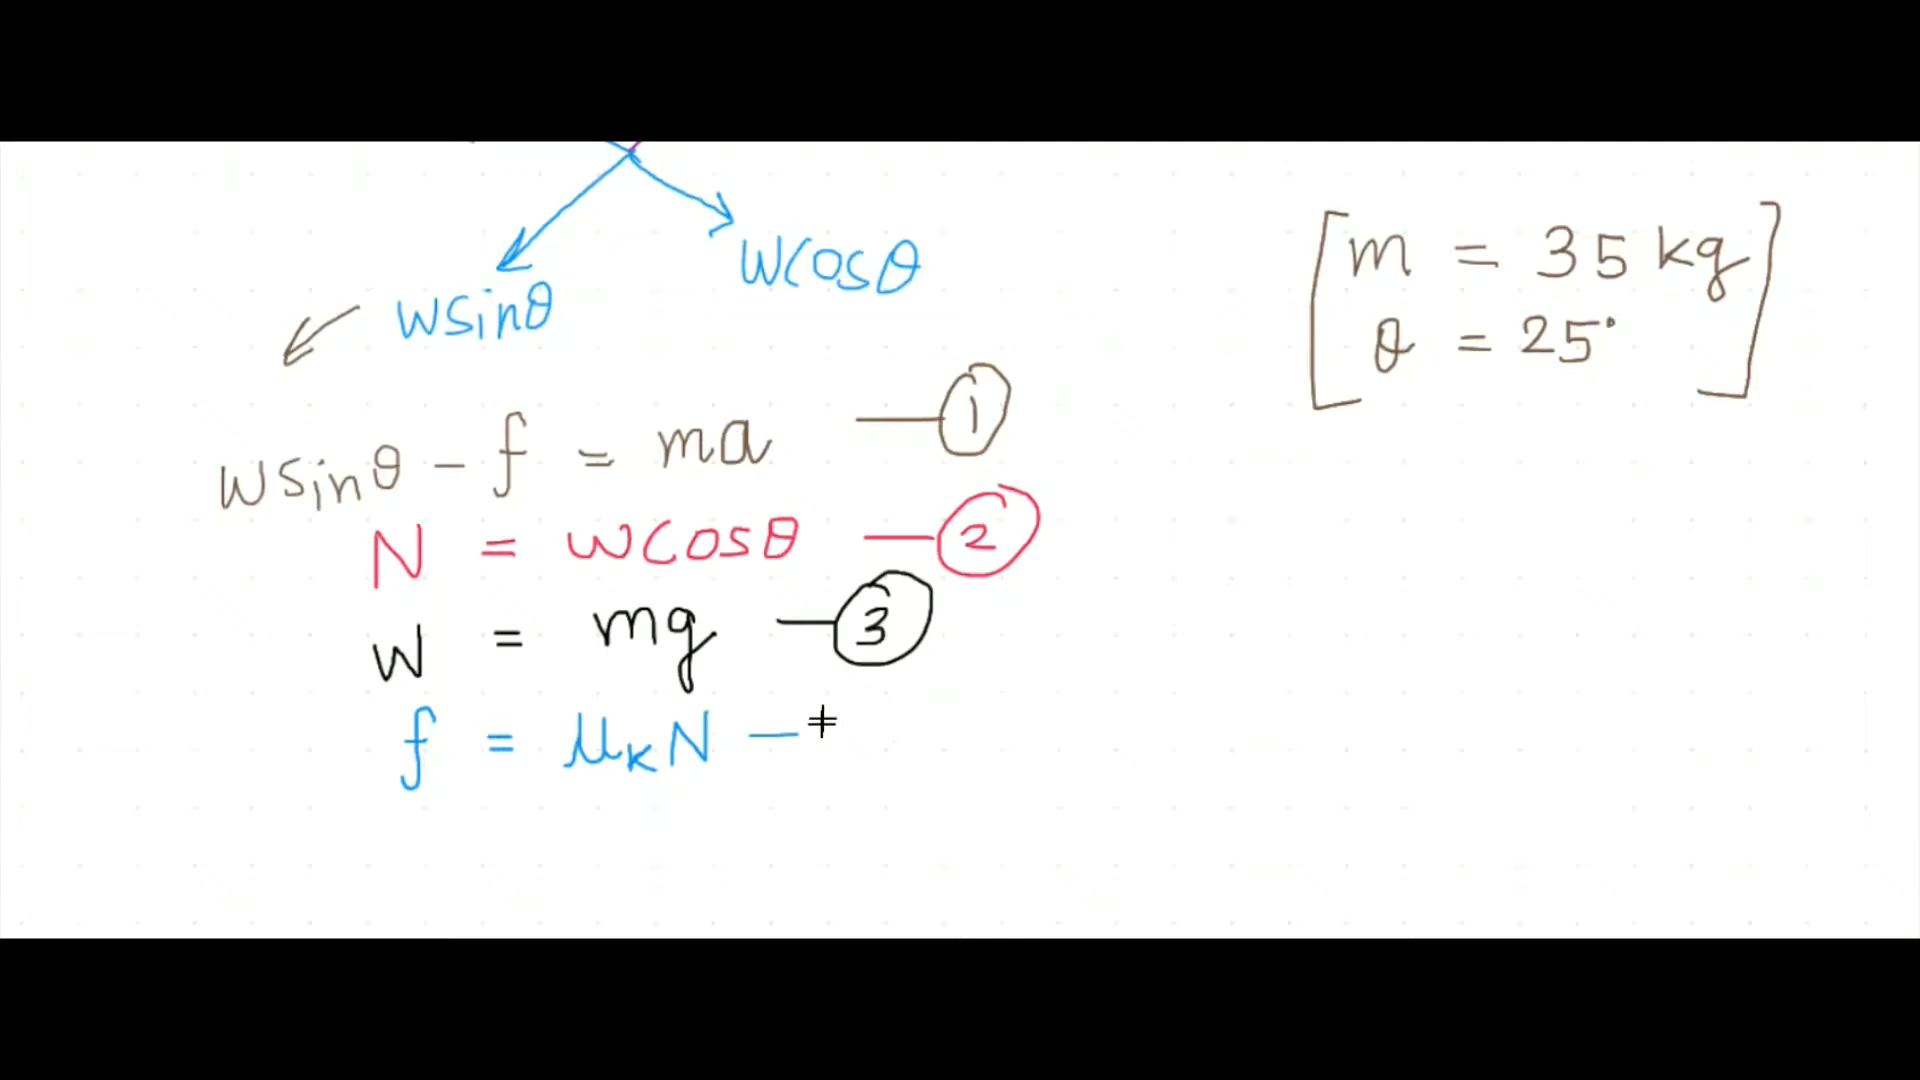 wcosθ
wsinθ
m = 35 kg
θ = 25°
wsinθ - f = ma — 1
N = wcosθ — 2
w = mg — 3
f = μₖN —